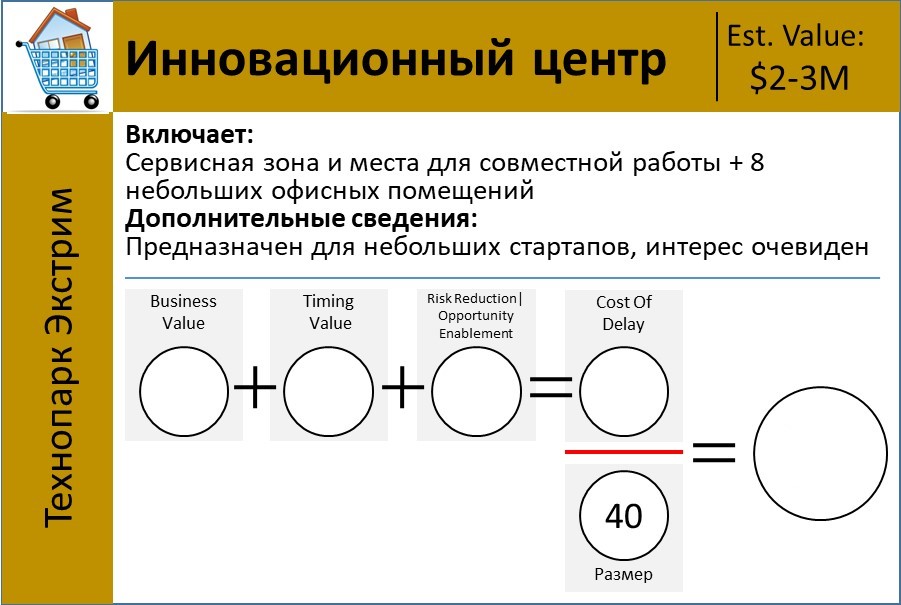 Инновационный центр
Est. Value:
$2-3M
Технопарк Экстрим
Включает:
Сервисная зона и места для совместной работы + 8
небольших офисных помещений
Дополнительные сведения:
Предназначен для небольших стартапов, интерес очевиден
Business
Value
+
Timing
Value
+
Risk Reduction|
Opportunity
Enablement
=
Cost Of
Delay
40
Размер
=